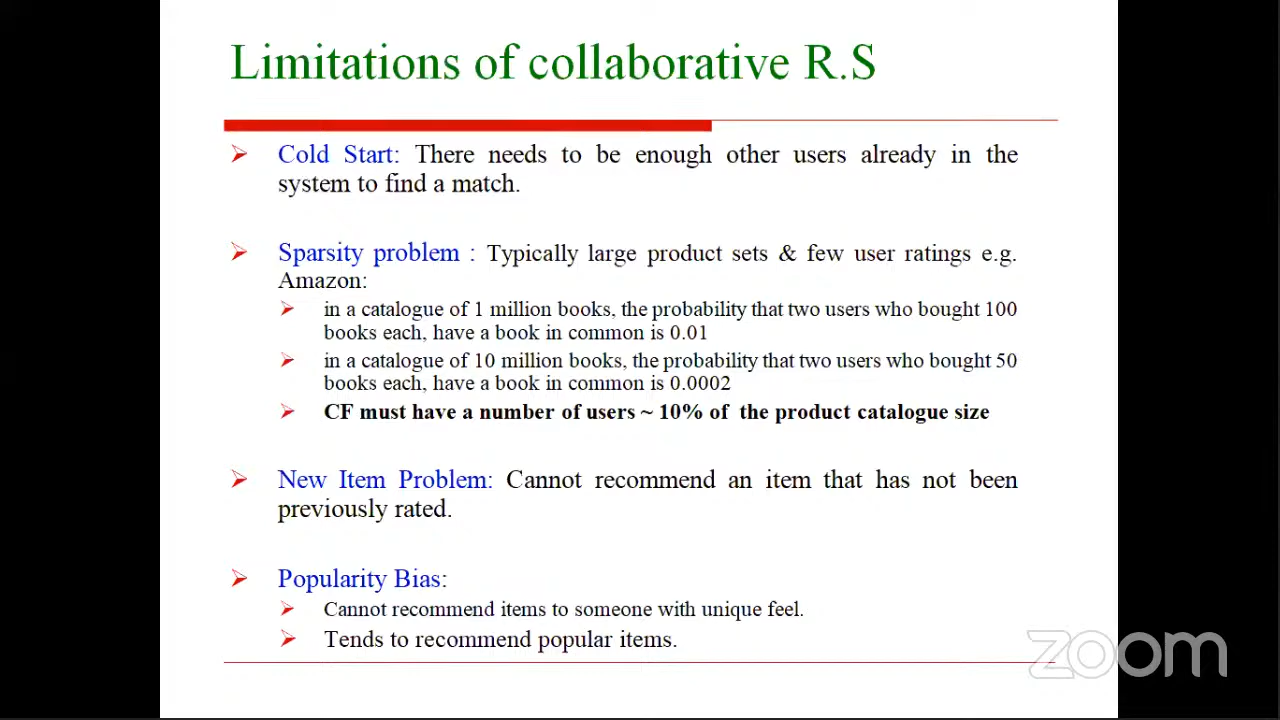 Limitations of collaborative R.S
Cold Start: There needs to be enough other users already in the
system to find a match.
Sparsity problem : Typically large product sets & few user ratings e.g.
Amazon:
in a catalogue of 1 million books, the probability that two users who bought 100
books each, have a book in common is 0.01
in a catalogue of 10 million books, the probability that two users who bought 50
books each, have a book in common is 0.0002
CF must have a number of users ~ 10% of the product catalogue size
New Item Problem: Cannot recommend an item that has not been
previously rated.
Popularity Bias:
Cannot recommend items to someone with unique feel.
Tends to recommend popular items.
zoom